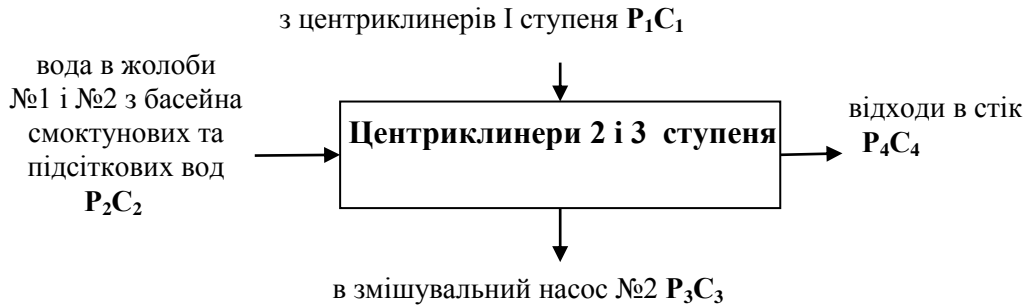 з центриклинерів I ступеня P₁C₁
вода в жолоби
№1 і №2 з басейна
смоктунових та
підсіткових вод
P₂C₂
Центриклинери 2 і 3 ступеня
відходи в стік
P₄C₄
в змішувальний насос №2 P₃C₃